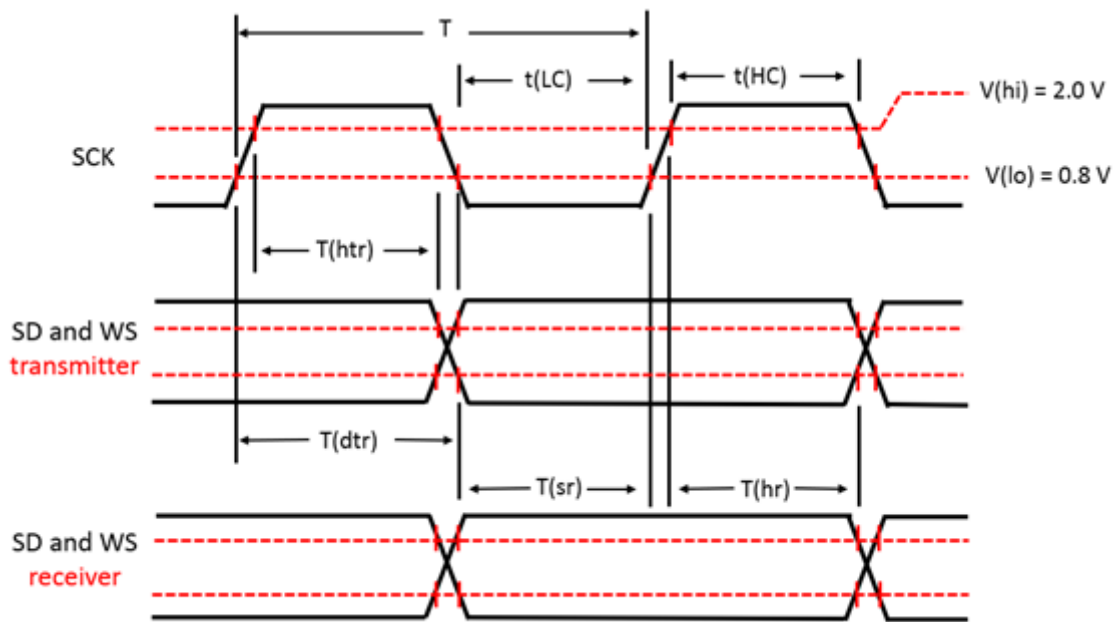 T
t(LC)
t(HC)
V(hi) = 2.0 V
SCK
V(lo) = 0.8 V
T(htr)
SD and WS
transmitter
T(dtr)
T(sr)
T(hr)
SD and WS
receiver